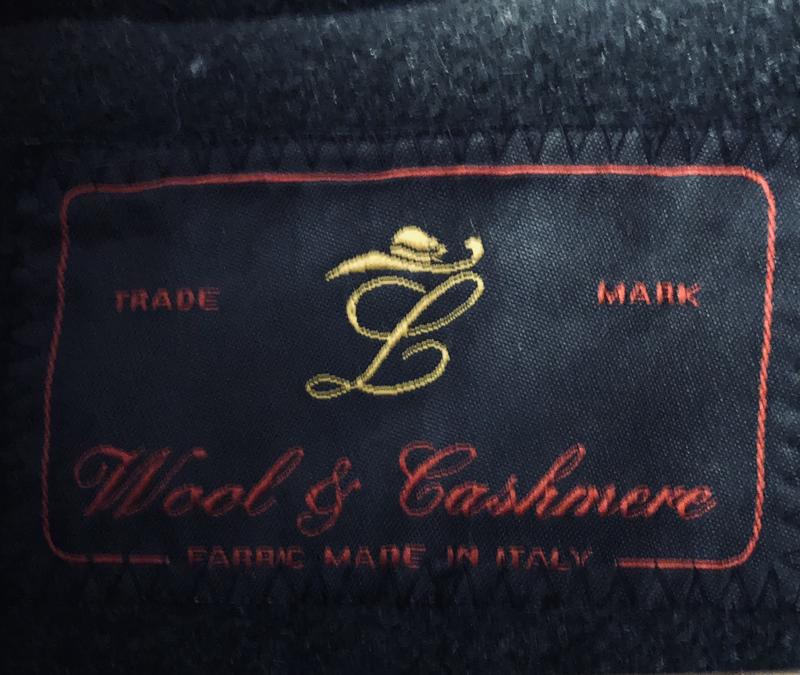 TRADE MARK
L
Wool & Cashmere
FABRIC MADE IN ITALY